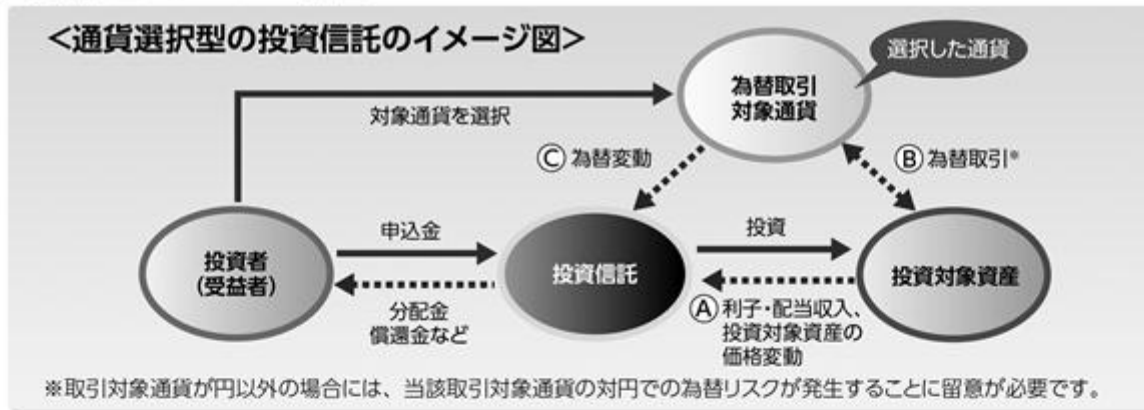 <通貨選択型の投資信託のイメージ図>
選択した通貨
為替取引
対象通貨
対象通貨を選択
Ⓒ 為替変動
Ⓑ 為替取引※
申込金
投資
投資者
(受益者)
投資信託
投資対象資産
分配金
償還金など
Ⓐ 利子・配当収入、
投資対象資産の
価格変動
※取引対象通貨が円以外の場合には、当該取引対象通貨の対円での為替リスクが発生することに留意が必要です。